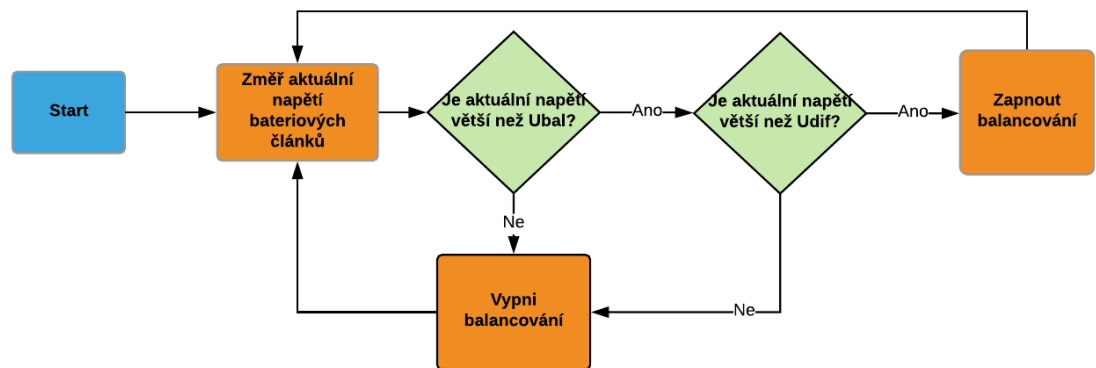 Start
Změř aktuální
napětí
bateriových
článků
Je aktuální napětí
větší než Ubal?
Ano
Je aktuální napětí
větší než Udif?
Ano
Zapnout
balancování
Ne
Vypni
balancování
Ne